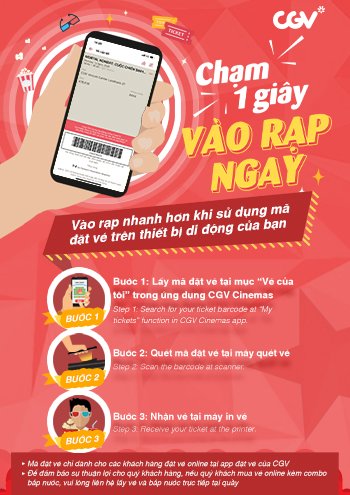 CGV
TICKET
Chạm
1 giây
VÀO RẠP
NGAY
Vào rạp nhanh hơn khi sử dụng mã
đặt vé trên thiết bị di động của bạn
Bước 1: Lấy mã đặt vé tại mục “Vé của
tôi” trong ứng dụng CGV Cinemas
Step 1: Search for your ticket barcode at “My
tickets” function in CGV Cinemas app.
BƯỚC 1
Bước 2: Quét mã đặt vé tại máy quét vé
Step 2: Scan the barcode at scanner.
BƯỚC 2
Bước 3: Nhận vé tại máy in vé
Step 3: Receive your ticket at the printer.
BƯỚC 3
• Mã đặt vé chỉ dành cho các khách hàng đặt vé online tại app đặt vé của CGV
• Để đảm bảo sự thuận lợi cho quý khách hàng, nếu quý khách mua vé online kèm combo
bắp nước, vui lòng liên hệ lấy vé và bắp nước trực tiếp tại quầy